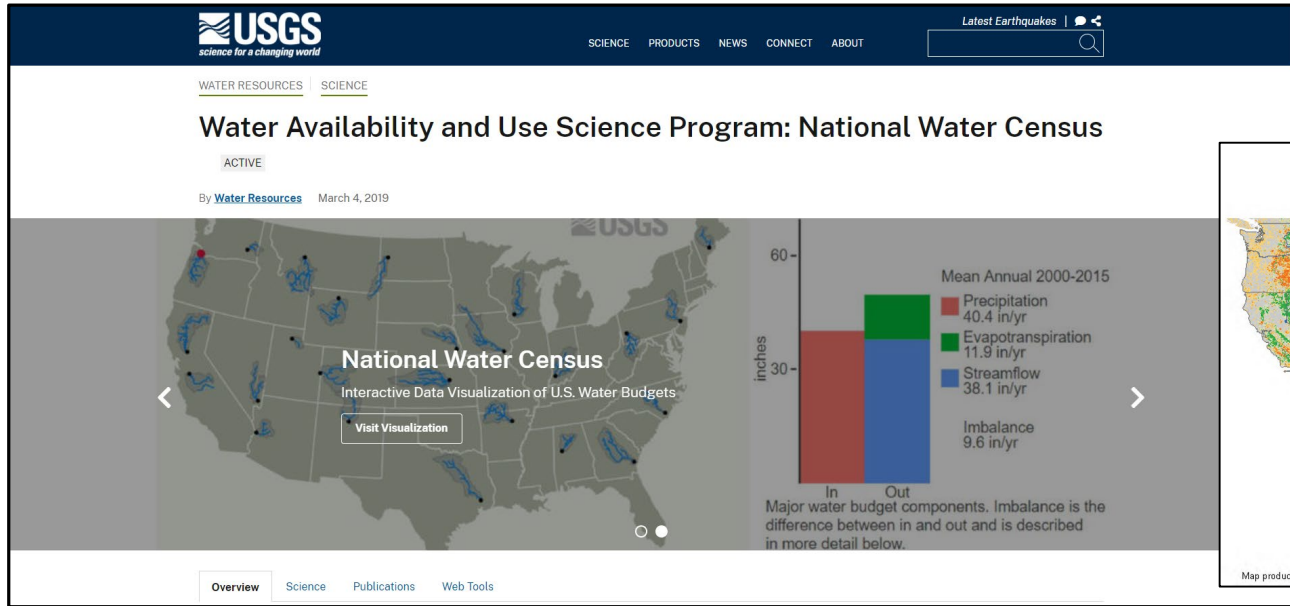 USGS
science for a changing world
SCIENCE PRODUCTS NEWS CONNECT ABOUT
Latest Earthquakes |
WATER RESOURCES | SCIENCE
Water Availability and Use Science Program: National Water Census
ACTIVE
By Water Resources March 4, 2019
USGS
National Water Census
Interactive Data Visualization of U.S. Water Budgets
Visit Visualization
60
30
inches
In Out
Mean Annual 2000-2015
Precipitation
40.4 in/yr
Evapotranspiration
11.9 in/yr
Streamflow
38.1 in/yr
Imbalance
9.6 in/yr
Major water budget components. Imbalance is the
difference between in and out and is described
in more detail below.
Overview Science Publications Web Tools
Map produc